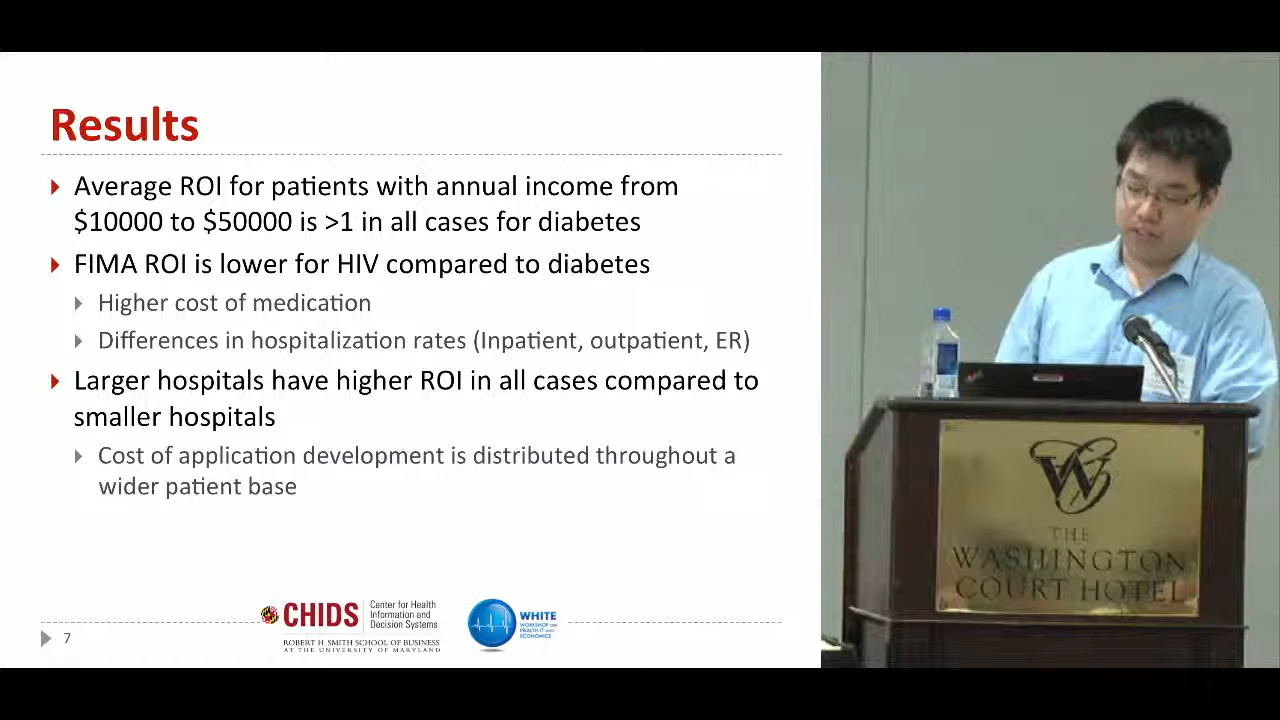 Results
Average ROI for patients with annual income from
$10000 to $50000 is >1 in all cases for diabetes
FIMA ROI is lower for HIV compared to diabetes
Higher cost of medication
Differences in hospitalization rates (Inpatient, outpatient, ER)
Larger hospitals have higher ROI in all cases compared to
smaller hospitals
Cost of application development is distributed throughout a
wider patient base
7
CHIDS
Center for Health
Information and
Decision Systems
ROBERT H. SMITH SCHOOL OF BUSINESS
AT THE UNIVERSITY OF MARYLAND
WHITE
WORKSHOP ON
HEALTH IT AND
ECONOMICS
THE
WASHINGTON
COURT HOTEL